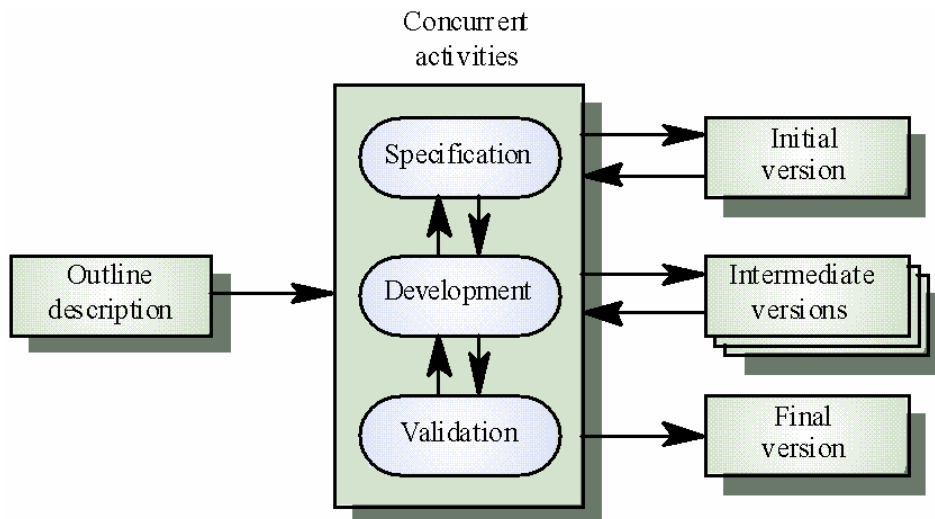 Concurrent
activities
Outline
description
Specification
Development
Validation
Initial
version
Intermediate
versions
Final
version